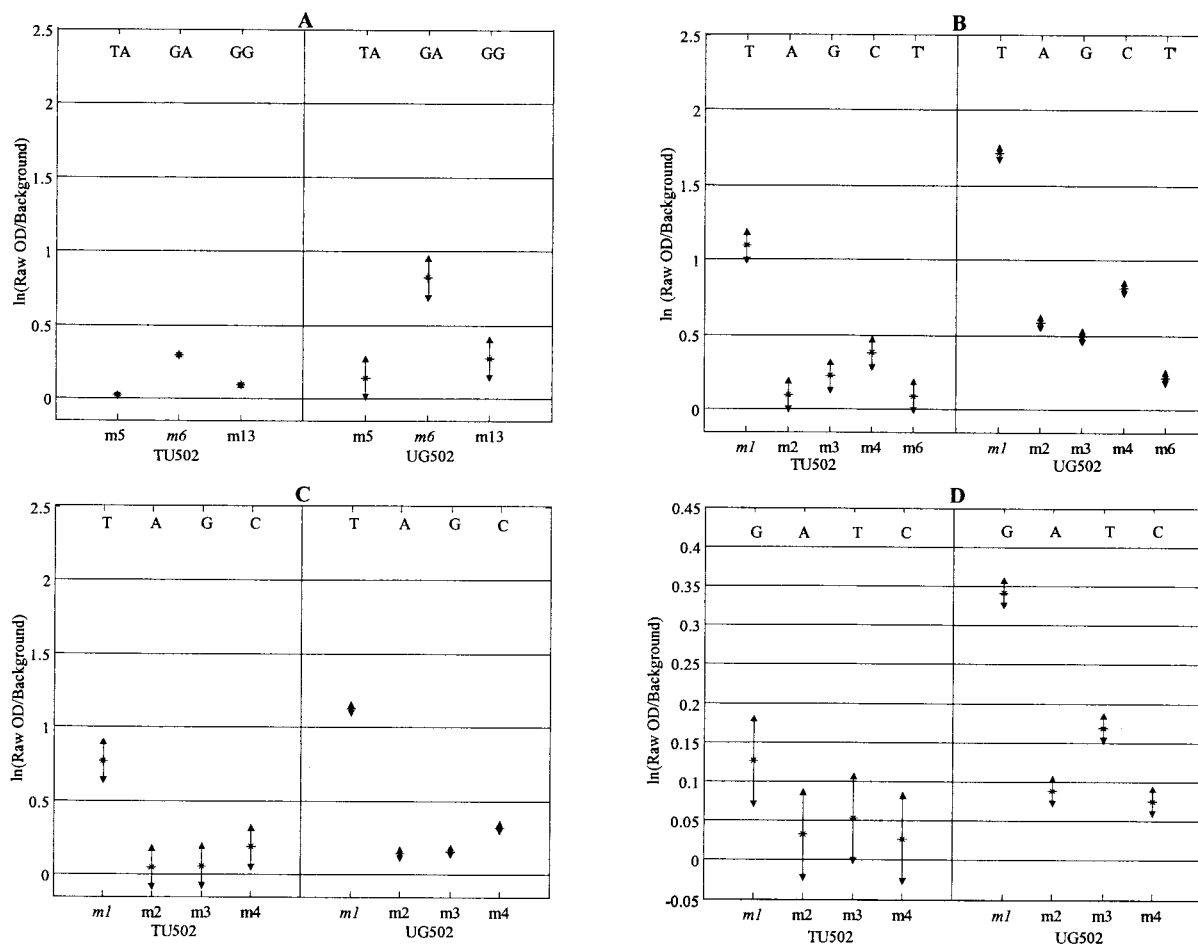 A
2.5
TA GA GG TA GA GG
2
1.5
1
0.5
0
ln(Raw OD/Background)
m5 m6 m13 m5 m6 m13
TU502 UG502
B
2.5
T A G C T' T A G C T'
2
1.5
1
0.5
0
ln (Raw OD/Background)
m1 m2 m3 m4 m6 m1 m2 m3 m4 m6
TU502 UG502
C
2.5
T A G C T A G C
2
1.5
1
0.5
0
ln(Raw OD/Background)
m1 m2 m3 m4 m1 m2 m3 m4
TU502 UG502
D
0.45
G A T C G A T C
0.4
0.35
0.3
0.25
0.2
0.15
0.1
0.05
0
-0.05
ln(Raw OD/Background)
m1 m2 m3 m4 m1 m2 m3 m4
TU502 UG502